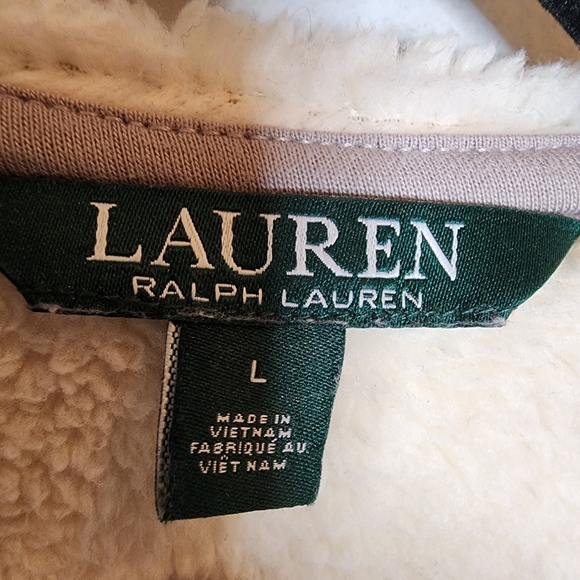 LAUREN
RALPH LAUREN
L
MADE IN
VIETNAM
FABRIQUÉ AU
VIÊT NAM